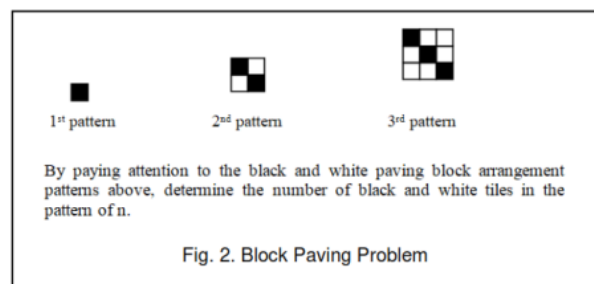 1st pattern
2nd pattern
3rd pattern
By paying attention to the black and white paving block arrangement
patterns above, determine the number of black and white tiles in the
pattern of n.
Fig. 2. Block Paving Problem